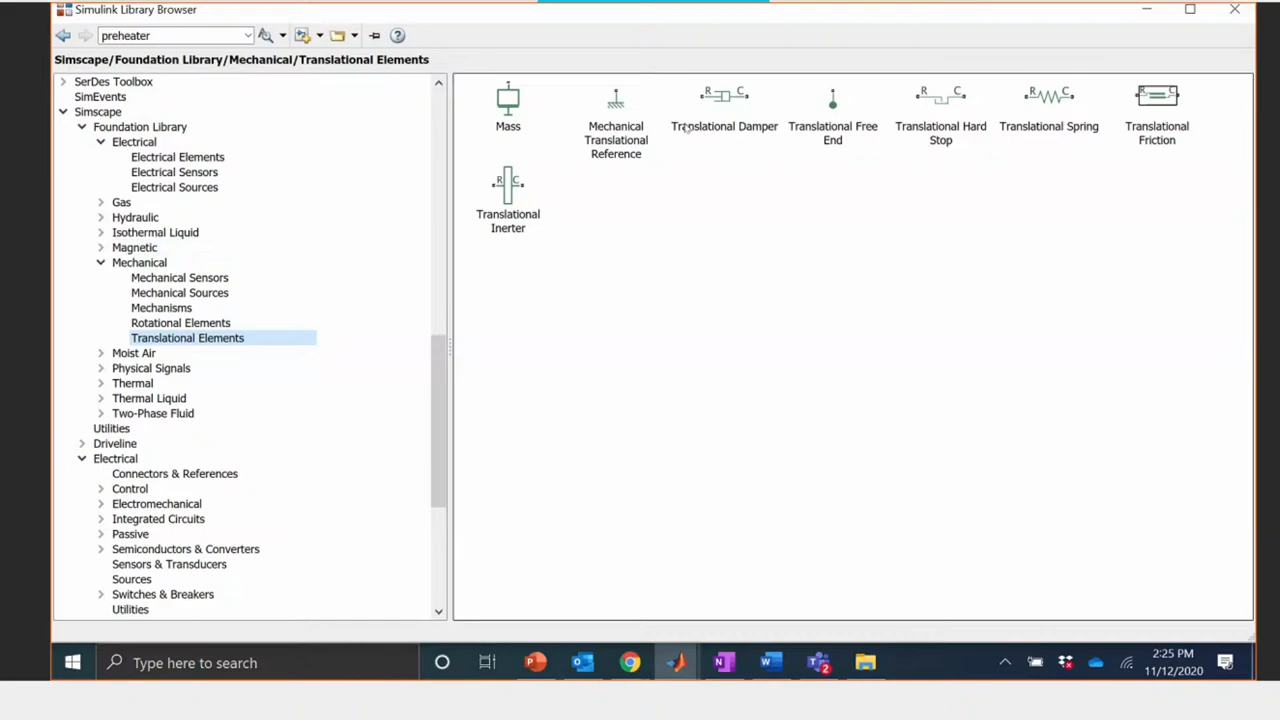 Simulink Library Browser
preheater
Simscape/Foundation Library/Mechanical/Translational Elements
SerDes Toolbox
SimEvents
Simscape
Foundation Library
Electrical
Electrical Elements
Electrical Sensors
Electrical Sources
Gas
Hydraulic
Isothermal Liquid
Magnetic
Mechanical
Mechanical Sensors
Mechanical Sources
Mechanisms
Rotational Elements
Translational Elements
Moist Air
Physical Signals
Thermal
Thermal Liquid
Two-Phase Fluid
Utilities
Driveline
Electrical
Connectors & References
Control
Electromechanical
Integrated Circuits
Passive
Semiconductors & Converters
Sensors & Transducers
Sources
Switches & Breakers
Utilities
Mass
Mechanical
Translational
Reference
R C
Translational Damper
Translational Free
End
R C
Translational Hard
Stop
R C
Translational Spring
R C
Translational
Friction
R C
Translational
Inerter
Type here to search
2
2:25 PM
11/12/2020